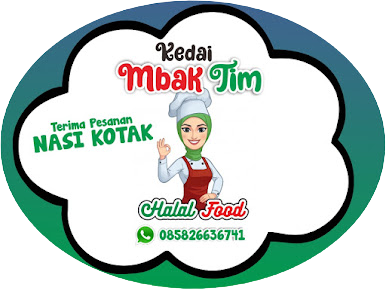 Kedai
Mbak Tim
Terima Pesanan
NASI KOTAK
Halal Food
085826636741